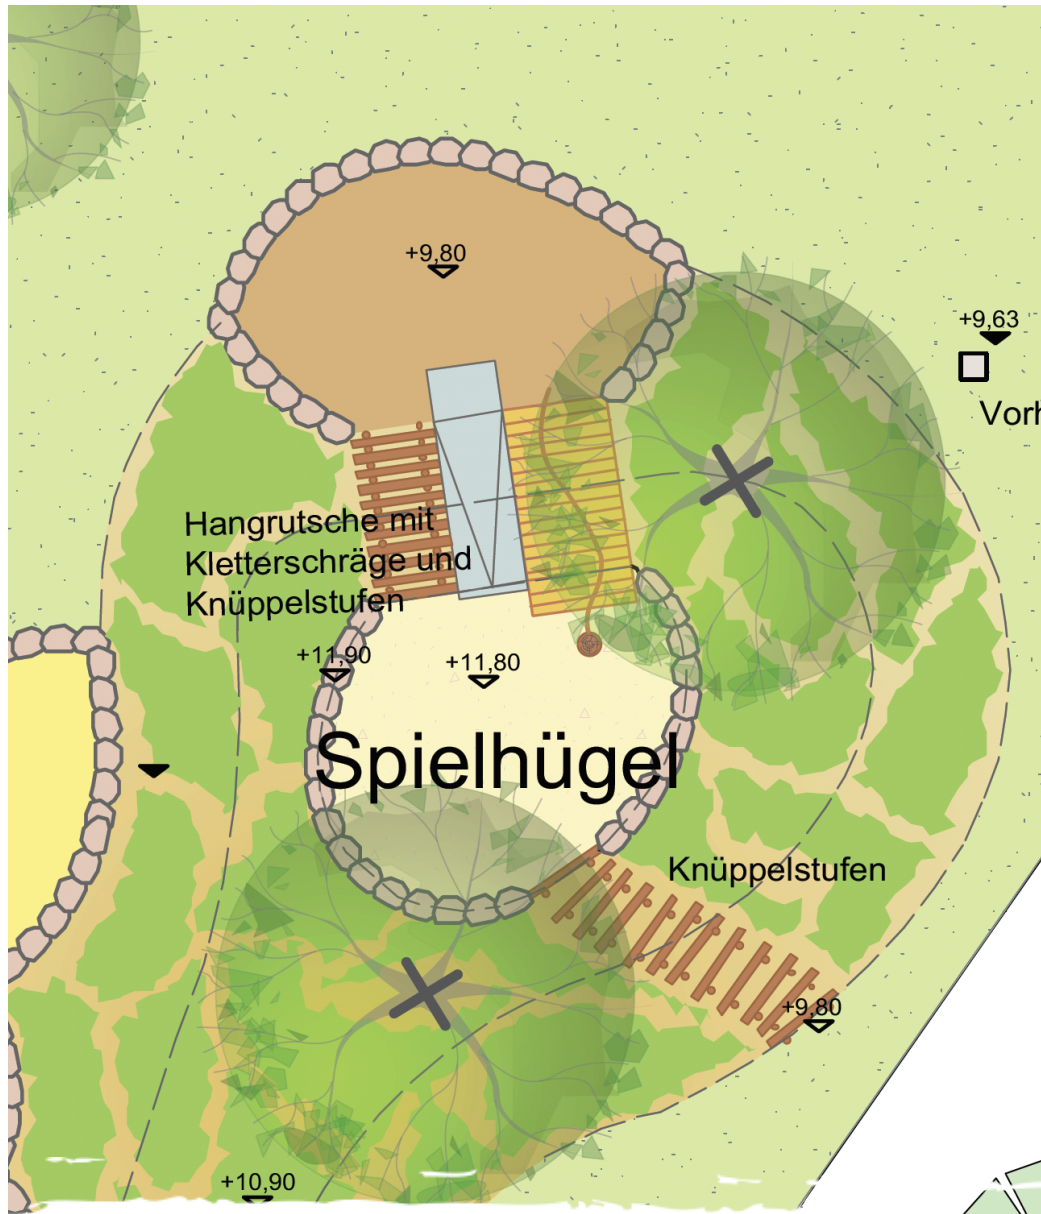 +9,80
+9,63
Vorh
Hangrutsche mit
Kletterschräge und
Knüppelstufen
+11,90
+11,80
Spielhügel
Knüppelstufen
+9,80
+10,90